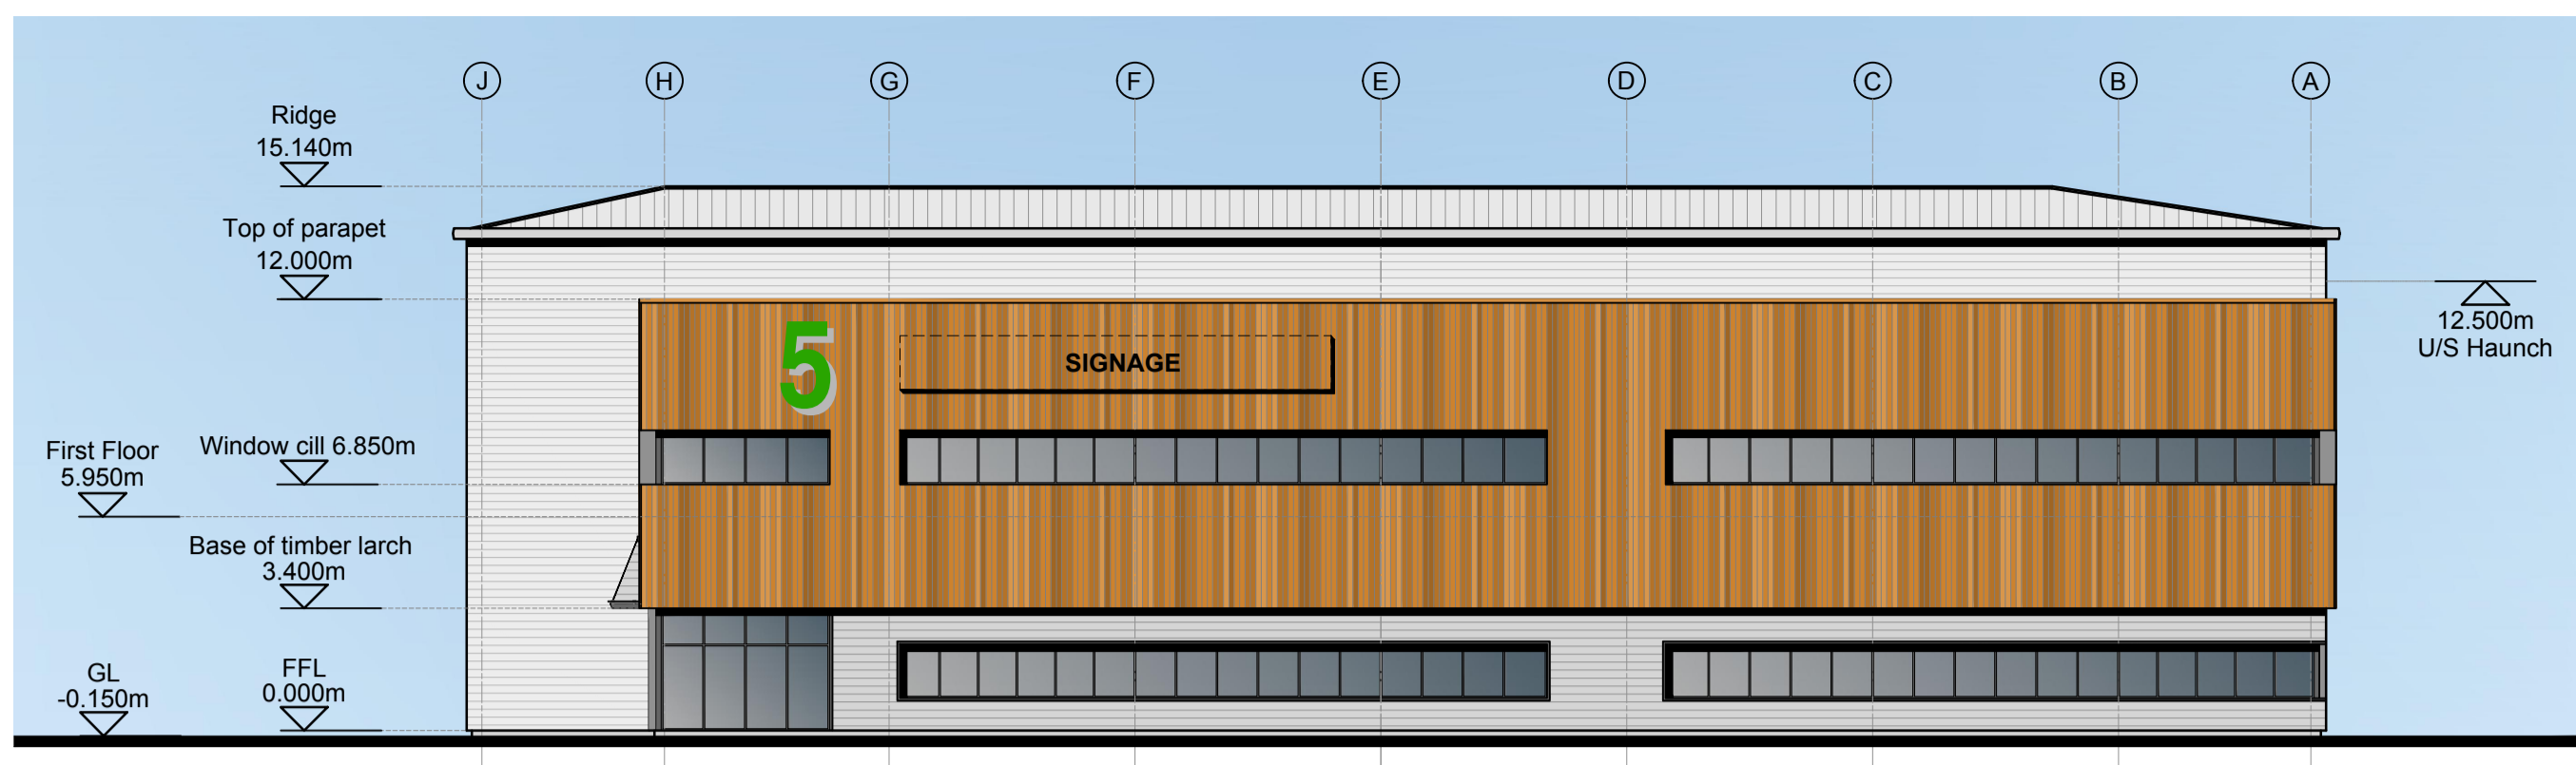 J H G F E D C B A
Ridge
15.140m
Top of parapet
12.000m
5
SIGNAGE
12.500m
U/S Haunch
First Floor
5.950m
Window cill 6.850m
Base of timber larch
3.400m
GL
-0.150m
FFL
0.000m